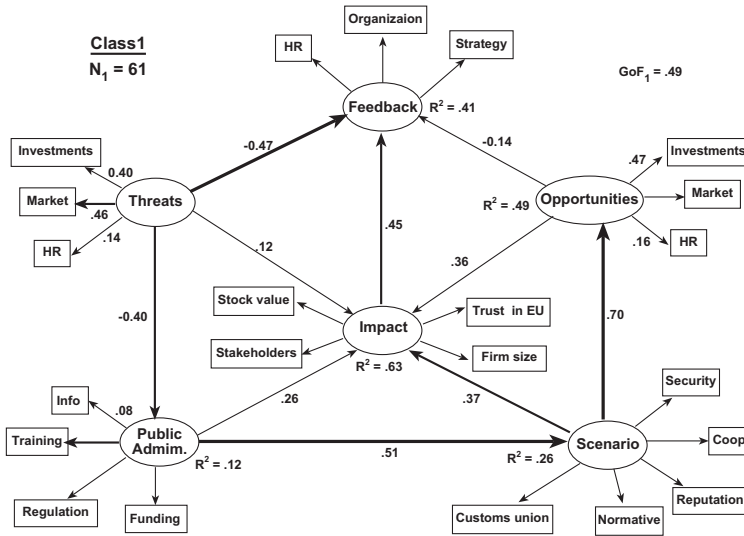 Class1
N1 = 61
Organizaion
HR
Strategy
GoF1 = .49
Feedback
R2 = .41
Investments
0.40
-0.47
-0.14
.47
Investments
Market
.46
Threats
R2 = .49
Opportunities
Market
.14
HR
.45
.16
HR
.12
.36
Stock value
Trust in EU
-0.40
Impact
.70
Stakeholders
Firm size
R2 = .63
Info
.08
.26
.37
Security
Training
Public
Admim.
.51
Scenario
Coop
R2 = .12
R2 = .26
Regulation
Funding
Customs union
Normative
Reputation